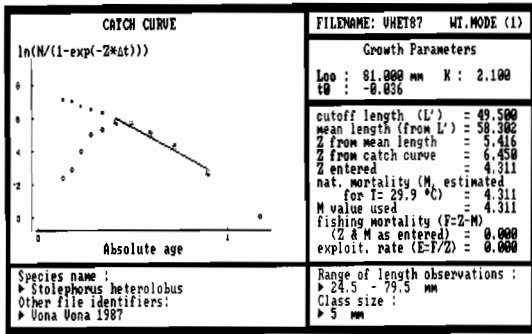 CATCH CURVE
ln(N/(1-exp(-Z*Δt)))
8
6
4
2
0
0
1
Absolute age
FILENAME: VHET87 WT.MODE (1)
Growth Parameters
Loo : 81.000 mm K : 2.100
t0 : -0.036
cutoff length (L') = 49.500
mean length (from L') = 58.302
Z from mean length = 5.416
Z from catch curve = 6.450
Z entered = 4.311
nat. mortality (M, estimated
for T= 29.9 °C) = 4.311
M value used = 4.311
fishing mortality (F=Z-M)
(Z & M as entered) = 0.000
exploit. rate (E=F/Z) = 0.000
Species name :
▸ Stolephorus heterolobus
Other file identifiers:
▸ Vona Vona 1987
Range of length observations :
▸ 24.5 - 79.5 mm
Class size :
▸ 5 mm